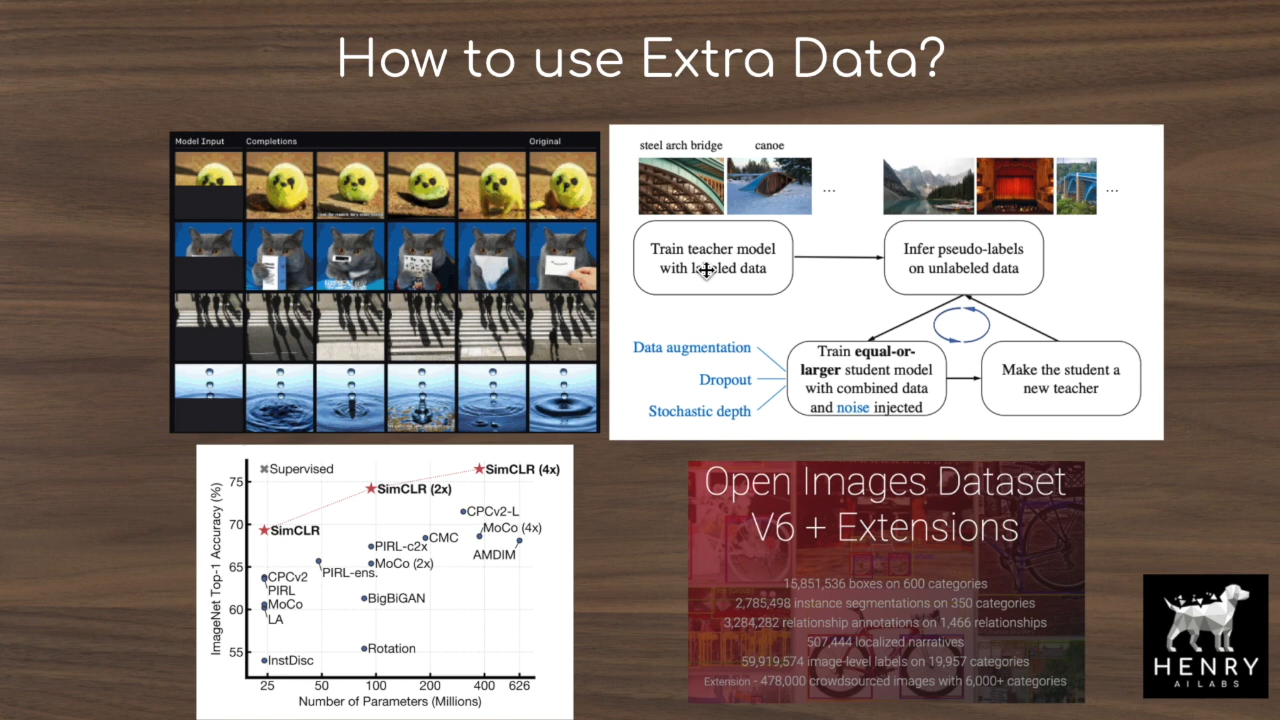 How to use Extra Data?
Model Input
Completions
Original
steel arch bridge
canoe
...
...
Train teacher model
with labeled data
Infer pseudo-labels
on unlabeled data
Data augmentation
Dropout
Stochastic depth
Train equal-or-
larger student model
with combined data
and noise injected
Make the student a
new teacher
ImageNet Top-1 Accuracy (%)
75
70
65
60
55
Supervised
SimCLR (4x)
SimCLR (2x)
SimCLR
CPCv2-L
MoCo (4x)
CMC
AMDIM
PIRL-c2x
MoCo (2x)
PIRL-ens.
CPCv2
PIRL
MoCo
LA
BigBiGAN
Rotation
InstDisc
25 50 100 200 400 626
Number of Parameters (Millions)
Open Images Dataset
V6 + Extensions
15,851,536 boxes on 600 categories
2,785,498 instance segmentations on 350 categories
3,284,282 relationship annotations on 1,466 relationships
507,444 localized narratives
59,919,574 image-level labels on 19,957 categories
Extension - 478,000 crowdsourced images with 6,000+ categories
HENRY
AI LABS